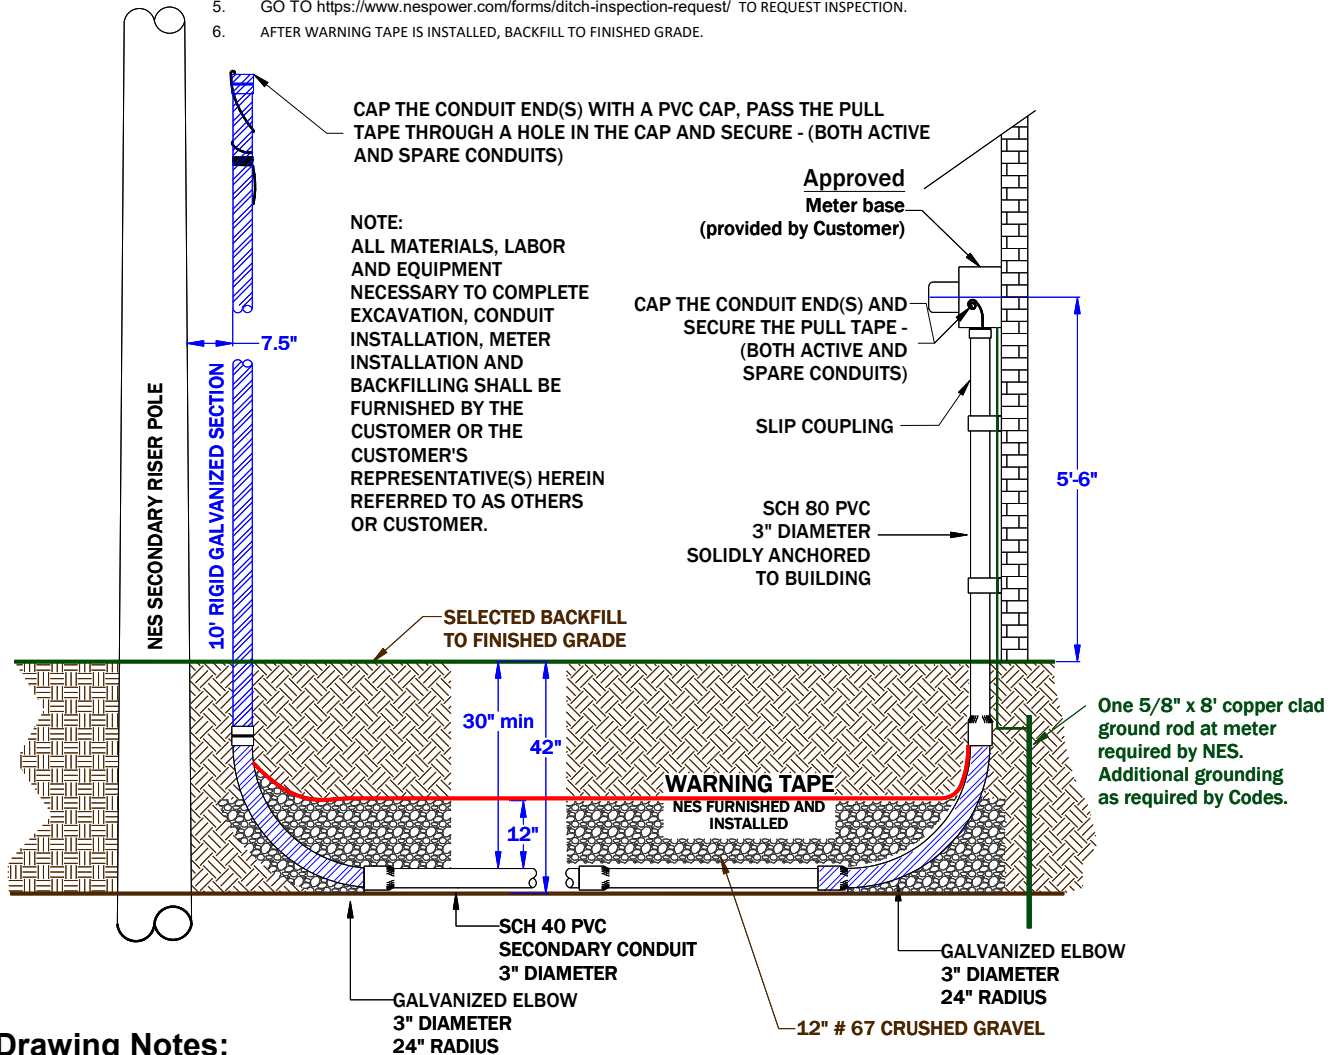 5. GO TO https://www.nespower.com/forms/ditch-inspection-request/ TO REQUEST INSPECTION.
6. AFTER WARNING TAPE IS INSTALLED, BACKFILL TO FINISHED GRADE.
CAP THE CONDUIT END(S) WITH A PVC CAP, PASS THE PULL
TAPE THROUGH A HOLE IN THE CAP AND SECURE - (BOTH ACTIVE
AND SPARE CONDUITS)
Approved
Meter base
(provided by Customer)
NOTE:
ALL MATERIALS, LABOR
AND EQUIPMENT
NECESSARY TO COMPLETE
EXCAVATION, CONDUIT
INSTALLATION, METER
INSTALLATION AND
BACKFILLING SHALL BE
FURNISHED BY THE
CUSTOMER OR THE
CUSTOMER'S
REPRESENTATIVE(S) HEREIN
REFERRED TO AS OTHERS
OR CUSTOMER.
CAP THE CONDUIT END(S) AND
SECURE THE PULL TAPE -
(BOTH ACTIVE AND
SPARE CONDUITS)
7.5"
NES SECONDARY RISER POLE
10' RIGID GALVANIZED SECTION
SLIP COUPLING
5'-6"
SCH 80 PVC
3" DIAMETER
SOLIDLY ANCHORED
TO BUILDING
SELECTED BACKFILL
TO FINISHED GRADE
30" min
42"
12"
WARNING TAPE
NES FURNISHED AND
INSTALLED
One 5/8" x 8' copper clad
ground rod at meter
required by NES.
Additional grounding
as required by Codes.
SCH 40 PVC
SECONDARY CONDUIT
3" DIAMETER
GALVANIZED ELBOW
3" DIAMETER
24" RADIUS
GALVANIZED ELBOW
3" DIAMETER
24" RADIUS
12" # 67 CRUSHED GRAVEL
Drawing Notes: